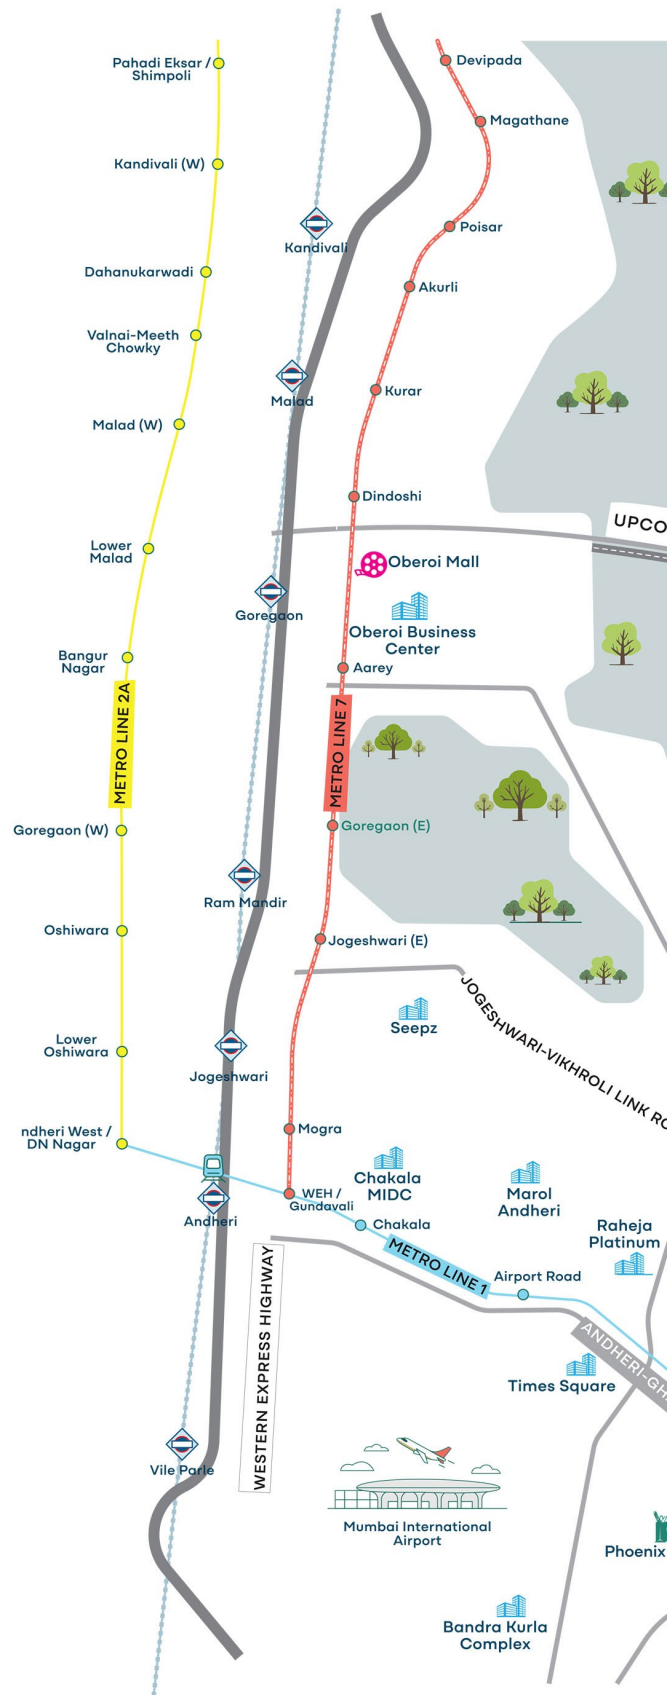 Devipada
Pahadi Eksar /
Shimpoli
Magathane
Kandivali (W)
Poisar
Kandivali
Dahanukarwadi
Akurli
Valnai-Meeth
Chowky
Kurar
Malad
Malad (W)
Dindoshi
UPCO
Lower
Malad
Oberoi Mall
Goregaon
Oberoi Business
Center
Bangur
Nagar
Aarey
METRO LINE 2A
METRO LINE 7
Goregaon (W)
Goregaon (E)
Ram Mandir
Oshiwara
Jogeshwari (E)
JOGESHWARI-VIKHROLI LINK RO
Seepz
Lower
Oshiwara
Jogeshwari
ndheri West /
DN Nagar
Mogra
Chakala
MIDC
Marol
Andheri
WEH /
Gundavali
Andheri
Chakala
Raheja
Platinum
METRO LINE 1
Airport Road
WESTERN EXPRESS HIGHWAY
ANDHERI-GH
Times Square
Vile Parle
Mumbai International
Airport
Phoenix
Bandra Kurla
Complex